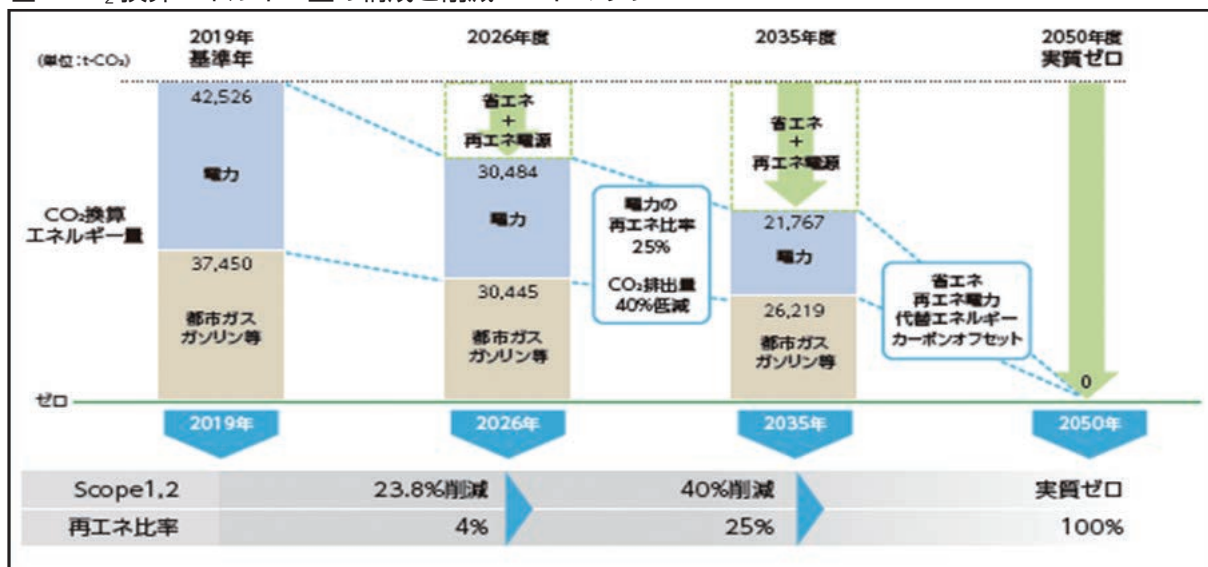 2019年
基準年
2026年度
2035年度
2050年度
実質ゼロ
(単位:t-CO₂)
42,526
省エネ
+
再エネ電源
省エネ
+
再エネ電源
電力
30,484
電力
電力の
再エネ比率
25%
CO₂排出量
40%低減
21,767
電力
CO₂換算
エネルギー量
37,450
都市ガス
ガソリン等
30,445
都市ガス
ガソリン等
26,219
都市ガス
ガソリン等
省エネ
再エネ電力
代替エネルギー
カーボンオフセット
0
ゼロ
2019年
2026年
2035年
2050年
Scope1,2 23.8%削減 40%削減 実質ゼロ
再エネ比率 4% 25% 100%